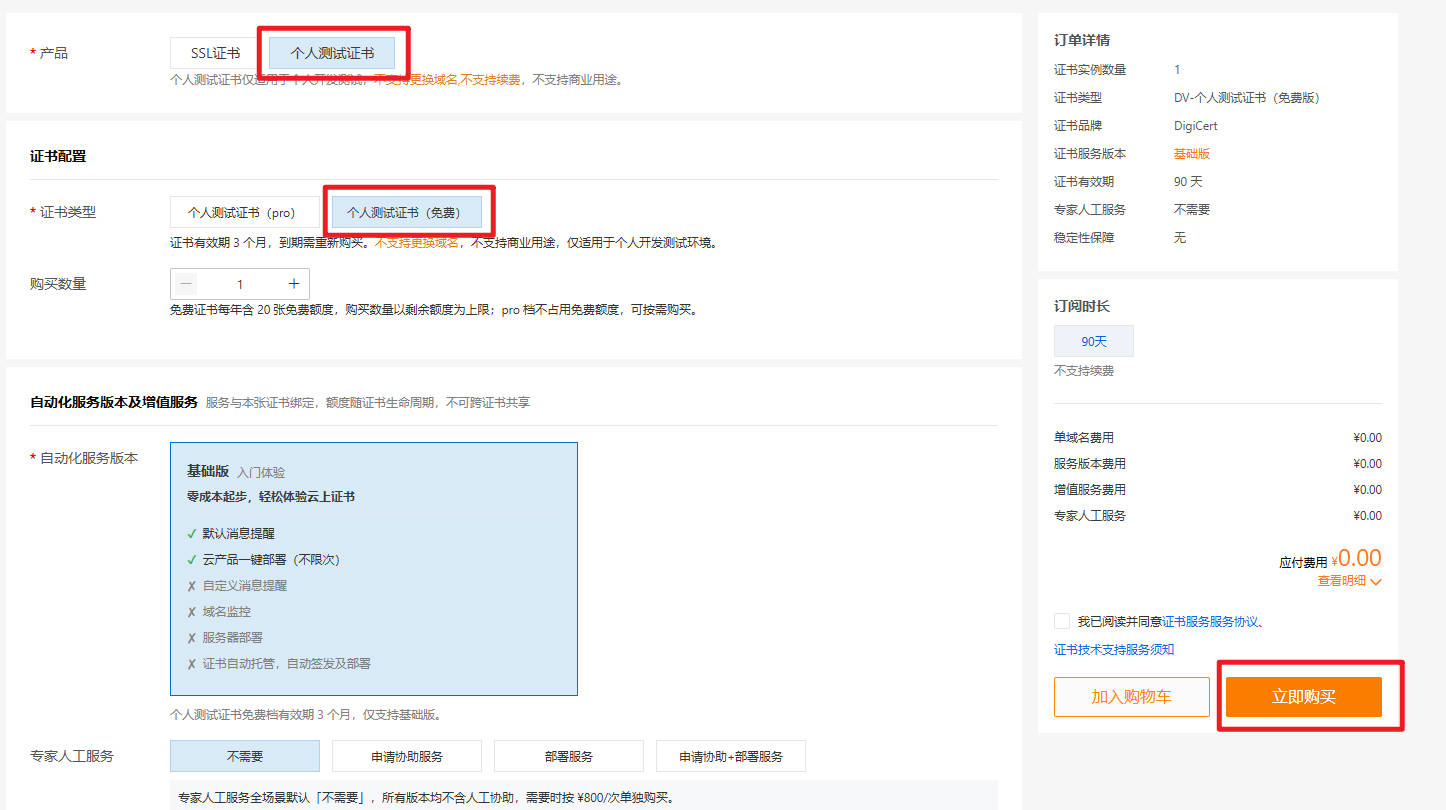 * 产品
SSL证书
个人测试证书
个人测试证书仅适用于个人开发测试，不支持更换域名,不支持续费，不支持商业用途。
证书配置
* 证书类型
个人测试证书（pro）
个人测试证书（免费）
证书有效期 3 个月，到期需重新购买。不支持更换域名，不支持商业用途，仅适用于个人开发测试环境。
购买数量
1
免费证书每年含 20 张免费额度，购买数量以剩余额度为上限；pro 档不占用免费额度，可按需购买。
自动化服务版本及增值服务 服务与本张证书绑定，额度随证书生命周期，不可跨证书共享
* 自动化服务版本
基础版 入门体验
零成本起步，轻松体验云上证书
✓ 默认消息提醒
✓ 云产品一键部署（不限次）
✗ 自定义消息提醒
✗ 域名监控
✗ 服务器部署
✗ 证书自动托管，自动签发及部署
个人测试证书免费档有效期 3 个月，仅支持基础版。
专家人工服务
不需要
申请协助服务
部署服务
申请协助+部署服务
专家人工服务全场景默认「不需要」，所有版本均不含人工协助，需要时按 ¥800/次单独购买。
订单详情
证书实例数量 1
证书类型 DV-个人测试证书（免费版）
证书品牌 DigiCert
证书服务版本 基础版
证书有效期 90 天
专家人工服务 不需要
稳定性保障 无
订阅时长
90天
不支持续费
单域名费用 ¥0.00
服务版本费用 ¥0.00
增值服务费用 ¥0.00
专家人工服务 ¥0.00
应付费用 ¥0.00
查看明细
我已阅读并同意证书服务服务协议、
证书技术支持服务须知
加入购物车
立即购买